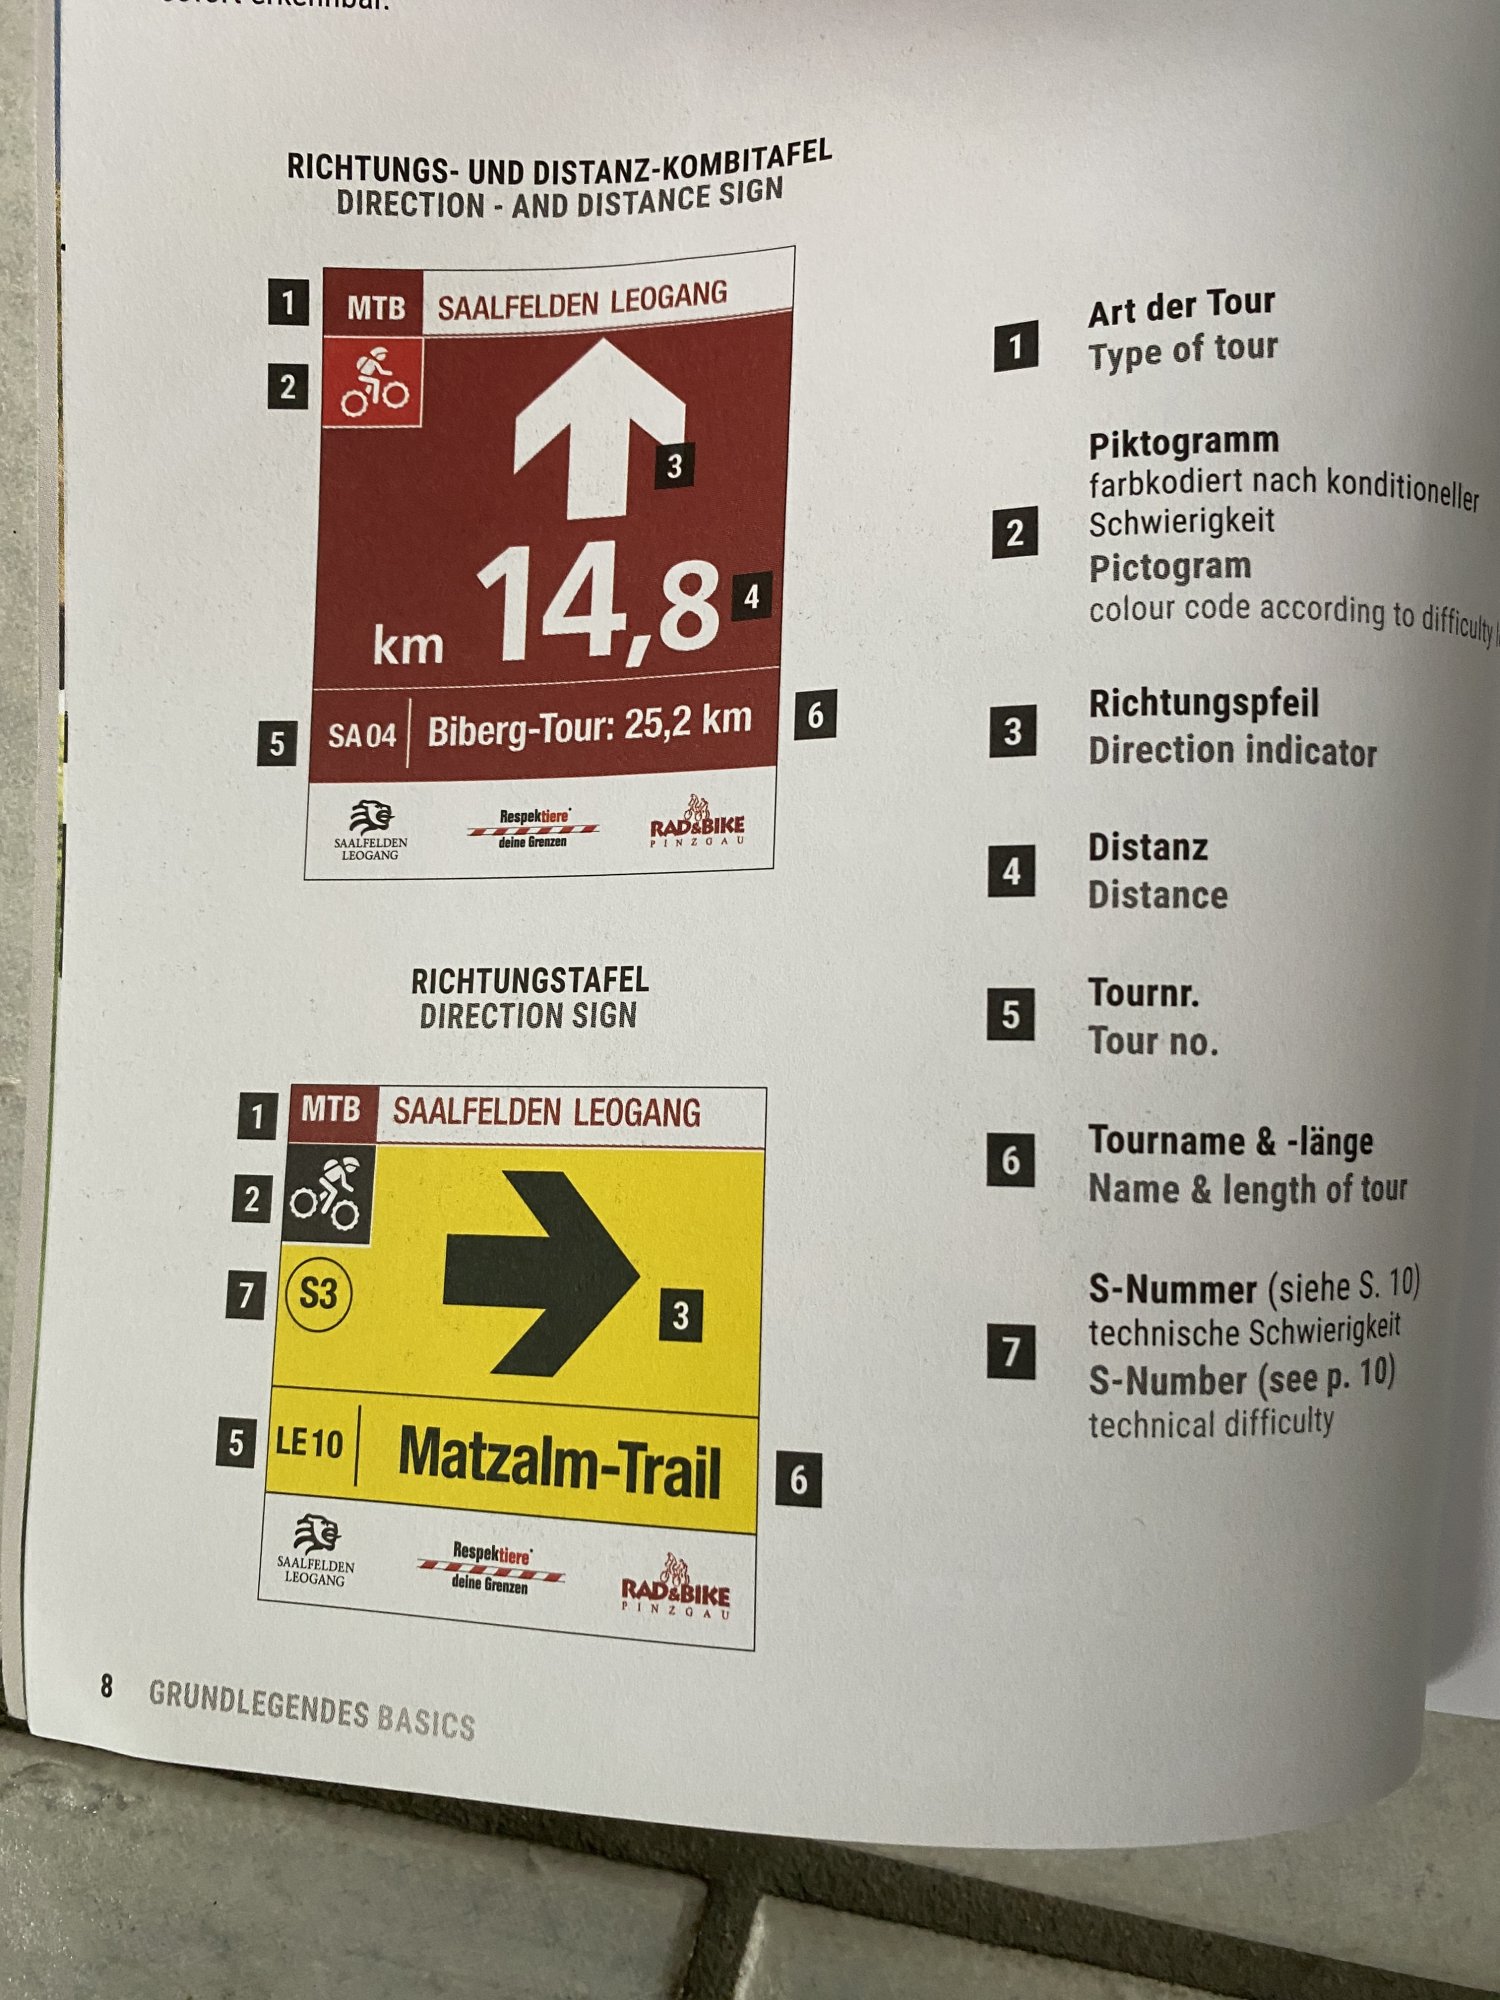 sofort erkennbar.
RICHTUNGS- UND DISTANZ-KOMBITAFEL
DIRECTION - AND DISTANCE SIGN
1
MTB SAALFELDEN LEOGANG
2
3
km 14,8
4
5
SA 04 Biberg-Tour: 25,2 km
6
SAALFELDEN
LEOGANG
Respektiere*
deine Grenzen
RAD&BIKE
PINZGAU
RICHTUNGSTAFEL
DIRECTION SIGN
1
MTB SAALFELDEN LEOGANG
2
7
S3
3
5
LE 10 Matzalm-Trail
6
SAALFELDEN
LEOGANG
Respektiere*
deine Grenzen
RAD&BIKE
PINZGAU
1
Art der Tour
Type of tour
2
Piktogramm
farbkodiert nach konditioneller
Schwierigkeit
Pictogram
colour code according to difficulty
3
Richtungspfeil
Direction indicator
4
Distanz
Distance
5
Tournr.
Tour no.
6
Tourname & -länge
Name & length of tour
7
S-Nummer (siehe S. 10)
technische Schwierigkeit
S-Number (see p. 10)
technical difficulty
8 GRUNDLEGENDES BASICS